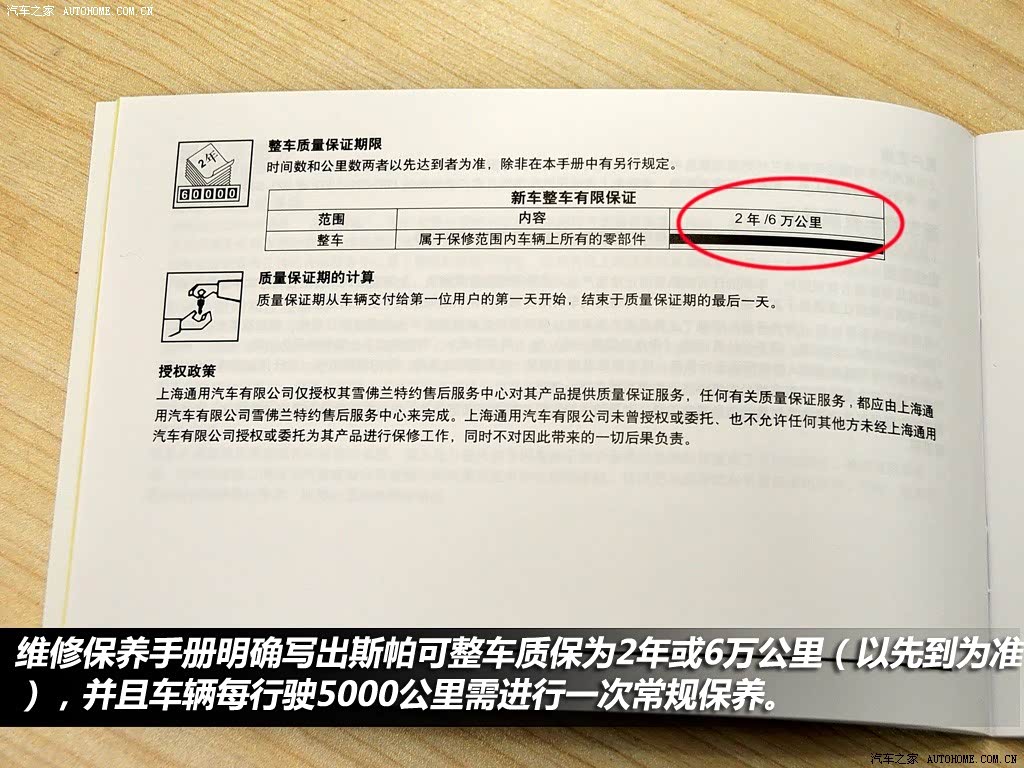 汽车之家 AUTOHOME.COM.CN
整车质量保证期限
时间数和公里数两者以先达到者为准，除非在本手册中有另行规定。
2年
60000
新车整车有限保证
范围 内容 2 年 /6 万公里
整车 属于保修范围内车辆上所有的零部件
质量保证期的计算
质量保证期从车辆交付给第一位用户的第一天开始，结束于质量保证期的最后一天。
授权政策
上海通用汽车有限公司仅授权其雪佛兰特约售后服务中心对其产品提供质量保证服务，任何有关质量保证服务，都应由上海通
用汽车有限公司雪佛兰特约售后服务中心来完成。上海通用汽车有限公司未曾授权或委托、也不允许任何其他方未经上海通用
汽车有限公司授权或委托为其产品进行保修工作，同时不对因此带来的一切后果负责。
维修保养手册明确写出斯帕可整车质保为2年或6万公里（以先到为准
），并且车辆每行驶5000公里需进行一次常规保养。
汽车之家 AUTOHOME.COM.CN